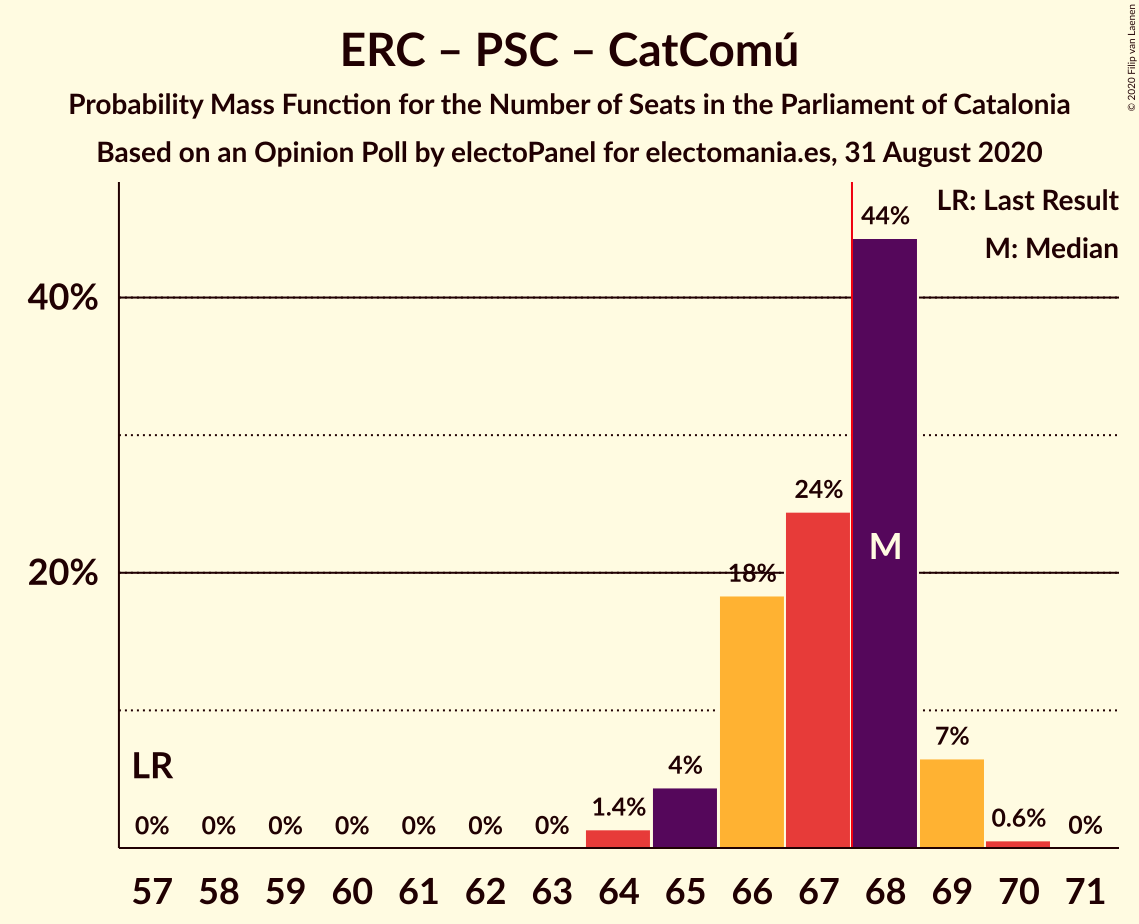 ERC – PSC – CatComú
Probability Mass Function for the Number of Seats in the Parliament of Catalonia
Based on an Opinion Poll by electoPanel for electomania.es, 31 August 2020
© 2020 Filip van Laenen
LR: Last Result
M: Median
44%
40%
24%
M
20%
18%
7%
LR
4%
0% 0% 0% 0% 0% 0% 0% 1.4% 0.6% 0%
57 58 59 60 61 62 63 64 65 66 67 68 69 70 71